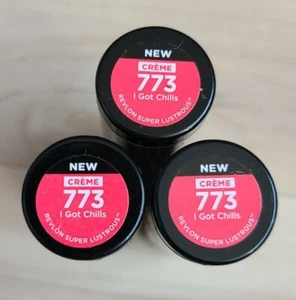 NEW
CRÈME
773
I Got Chills
REVLON SUPER LUSTROUS™
NEW
CRÈME
773
I Got Chills
REVLON SUPER LUSTROUS™
NEW
CRÈME
773
I Got Chills
REVLON SUPER LUSTROUS™